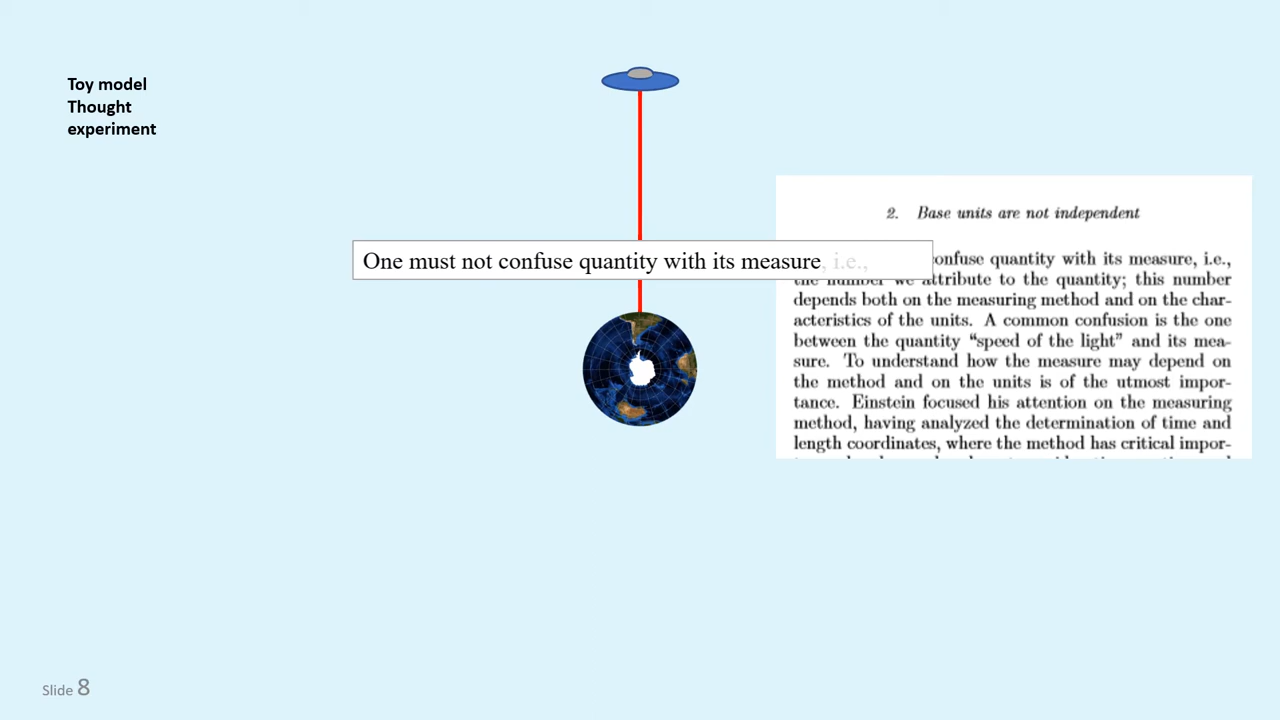 Toy model
Thought
experiment
2. Base units are not independent
One must not confuse quantity with its measure, i.e.,
confuse quantity with its measure, i.e.,
the number we attribute to the quantity; this number
depends both on the measuring method and on the char-
acteristics of the units. A common confusion is the one
between the quantity “speed of the light” and its mea-
sure. To understand how the measure may depend on
the method and on the units is of the utmost impor-
tance. Einstein focused his attention on the measuring
method, having analyzed the determination of time and
length coordinates, where the method has critical impor-
Slide 8